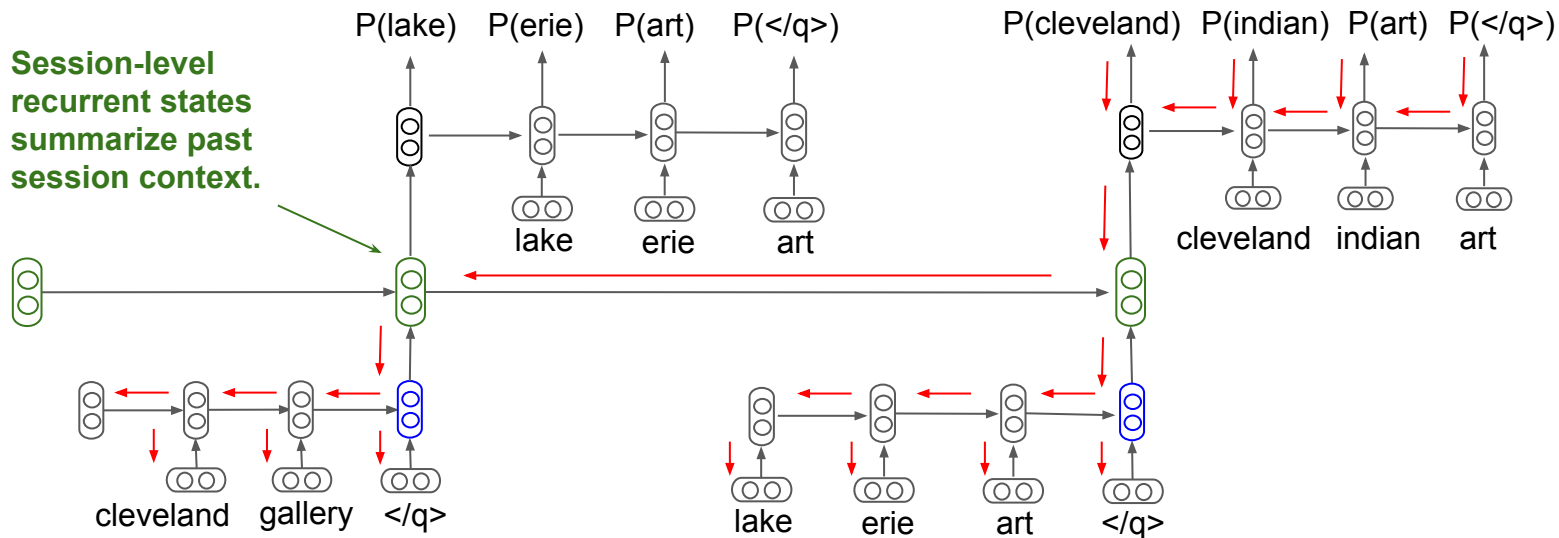 P(lake) P(erie) P(art) P(</q>)
P(cleveland) P(indian) P(art) P(</q>)
Session-level
recurrent states
summarize past
session context.
lake erie art
cleveland indian art
cleveland gallery </q>
lake erie art </q>